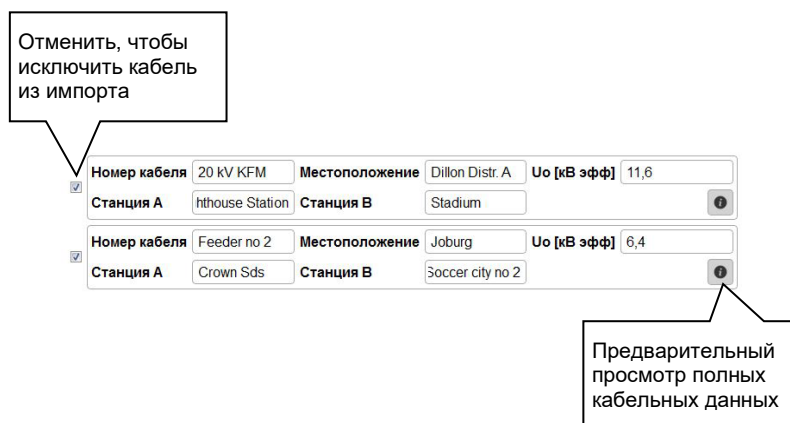 Отменить, чтобы
исключить кабель
из импорта
Номер кабеля 20 kV KFM Местоположение Dillon Distr. A Uo [кВ эфф] 11,6
Станция A hthouse Station Станция B Stadium
Номер кабеля Feeder no 2 Местоположение Joburg Uo [кВ эфф] 6,4
Станция A Crown Sds Станция B Soccer city no 2
Предварительный
просмотр полных
кабельных данных